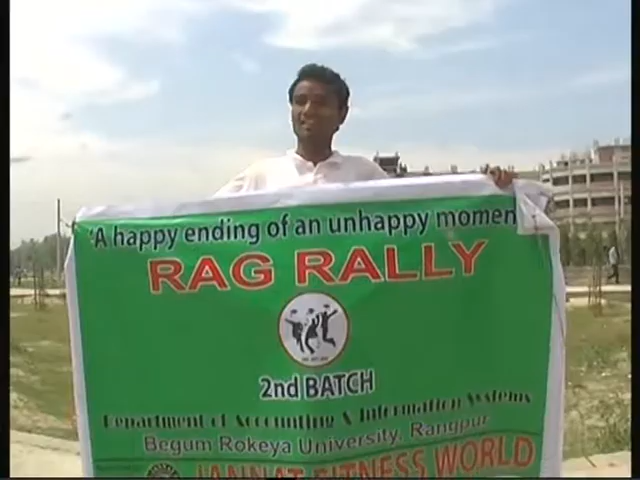 'A happy ending of an unhappy momen
RAG RALLY
2nd BATCH
Department of Accounting & Information Systems
Begum Rokeya University, Rangpur
JANNAT FITNESS WORLD